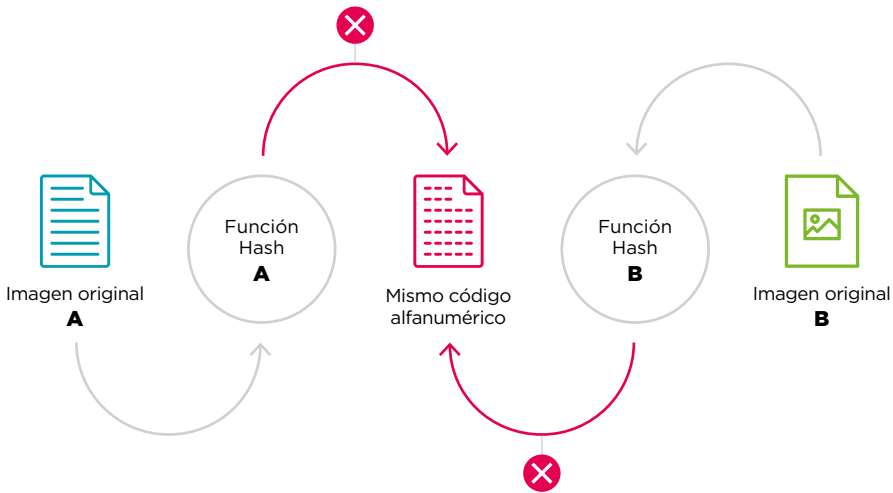 Imagen original
A
Función
Hash
A
Mismo código
alfanumérico
Función
Hash
B
Imagen original
B